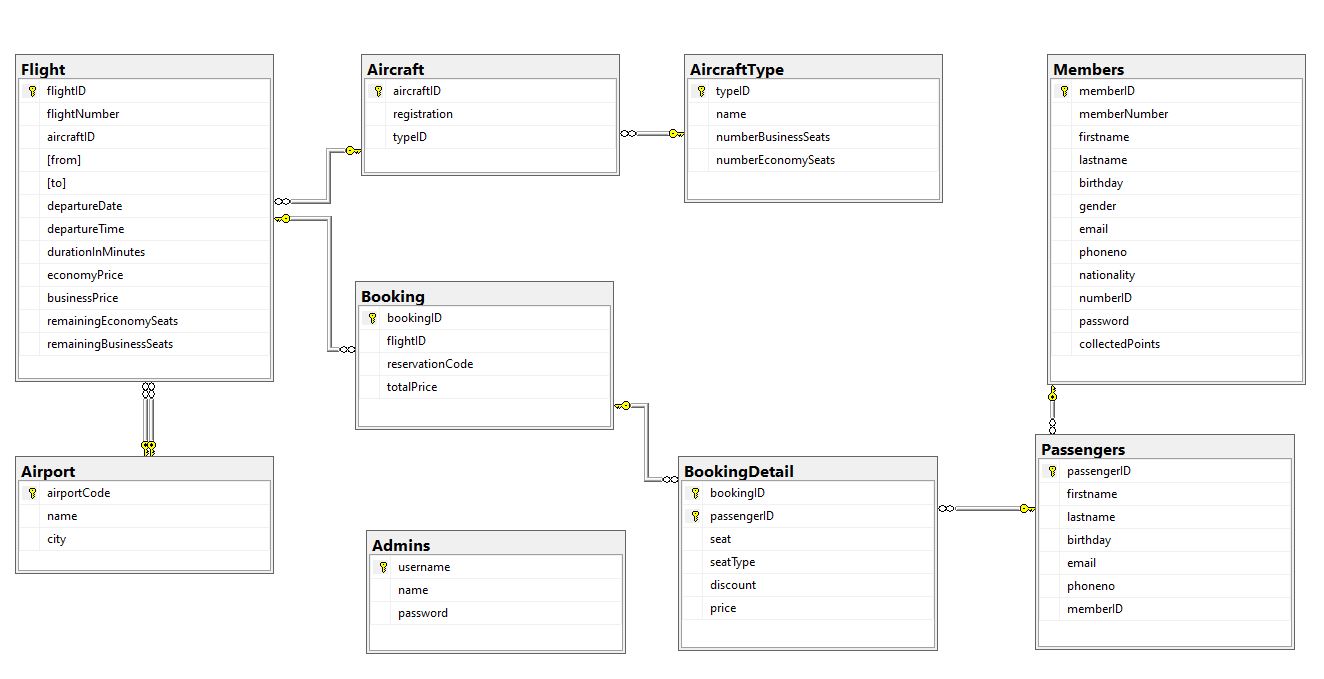 Flight
flightID
flightNumber
aircraftID
[from]
[to]
departureDate
departureTime
durationInMinutes
economyPrice
businessPrice
remainingEconomySeats
remainingBusinessSeats
Aircraft
aircraftID
registration
typeID
AircraftType
typeID
name
numberBusinessSeats
numberEconomySeats
Members
memberID
memberNumber
firstname
lastname
birthday
gender
email
phoneno
nationality
numberID
password
collectedPoints
Booking
bookingID
flightID
reservationCode
totalPrice
Airport
airportCode
name
city
Admins
username
name
password
BookingDetail
bookingID
passengerID
seat
seatType
discount
price
Passengers
passengerID
firstname
lastname
birthday
email
phoneno
memberID